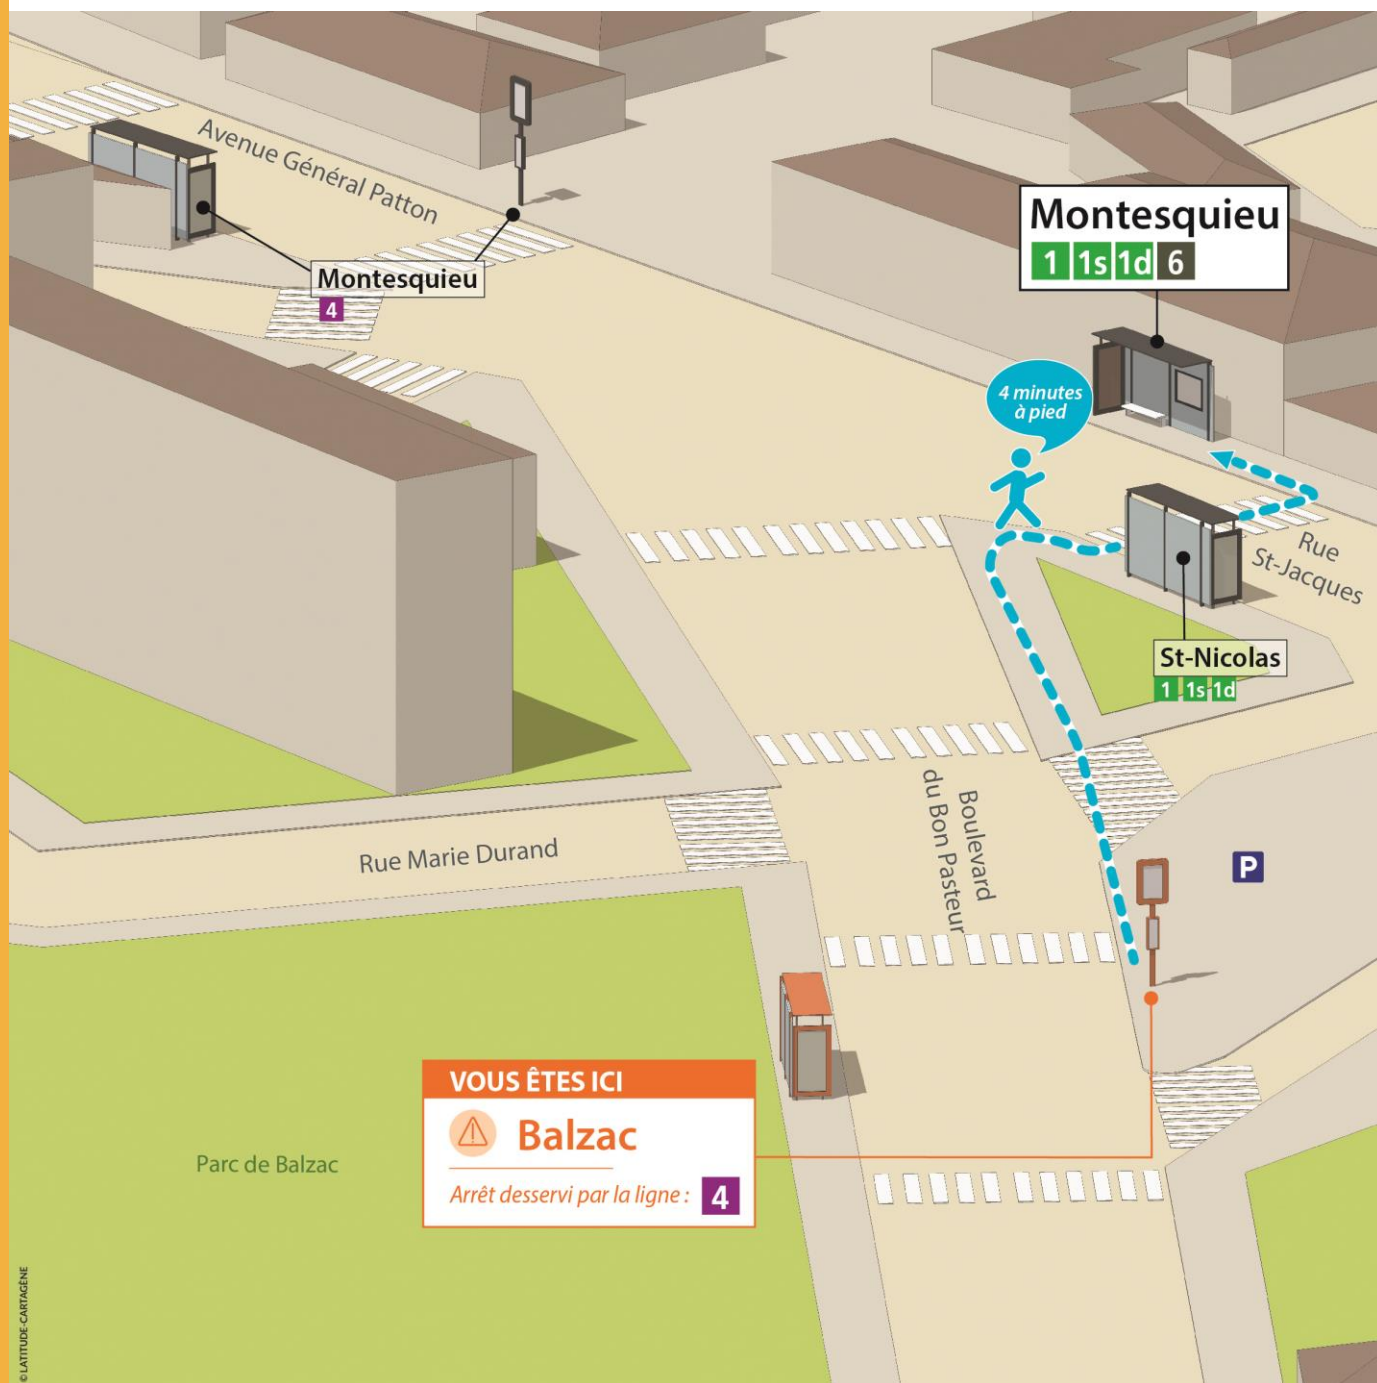 Avenue Général Patton
Montesquieu
4
Montesquieu
1 1s 1d 6
4 minutes
à pied
Rue
St-Jacques
St-Nicolas
1 1s 1d
Boulevard
du Bon Pasteur
Rue Marie Durand
P
VOUS ÊTES ICI
Balzac
Arrêt desservi par la ligne : 4
Parc de Balzac
© LATITUDE-CARTAGÈNE